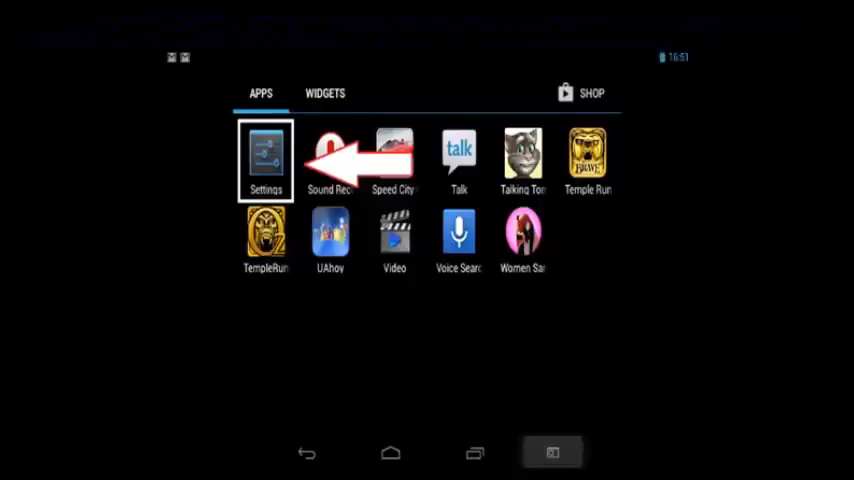 16:51
APPS WIDGETS SHOP
Settings Sound Rec Speed City Talk Talking Tom Temple Run
talk
BRAVE
TempleRun UAhoy Video Voice Searc Women Sa
OZ